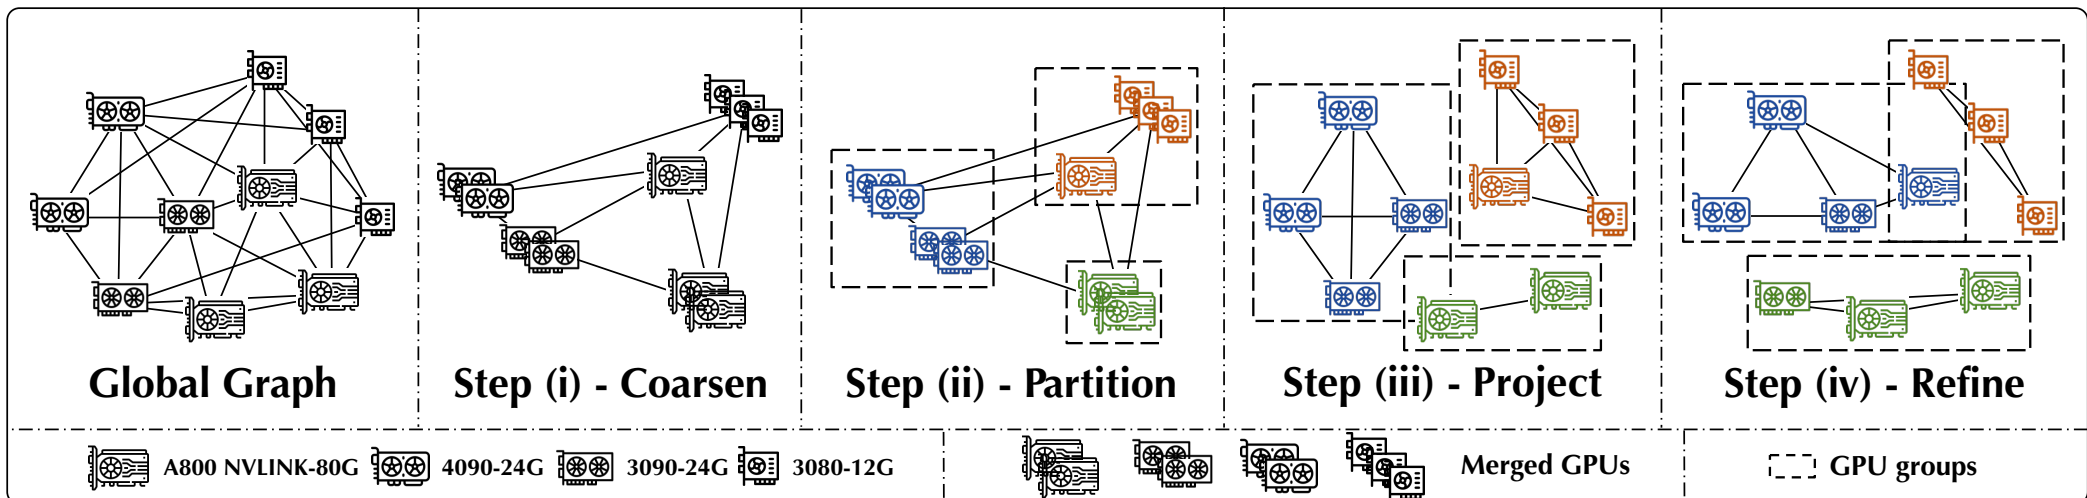 Global Graph
Step (i) - Coarsen
Step (ii) - Partition
Step (iii) - Project
Step (iv) - Refine
A800 NVLINK-80G
4090-24G
3090-24G
3080-12G
Merged GPUs
GPU groups